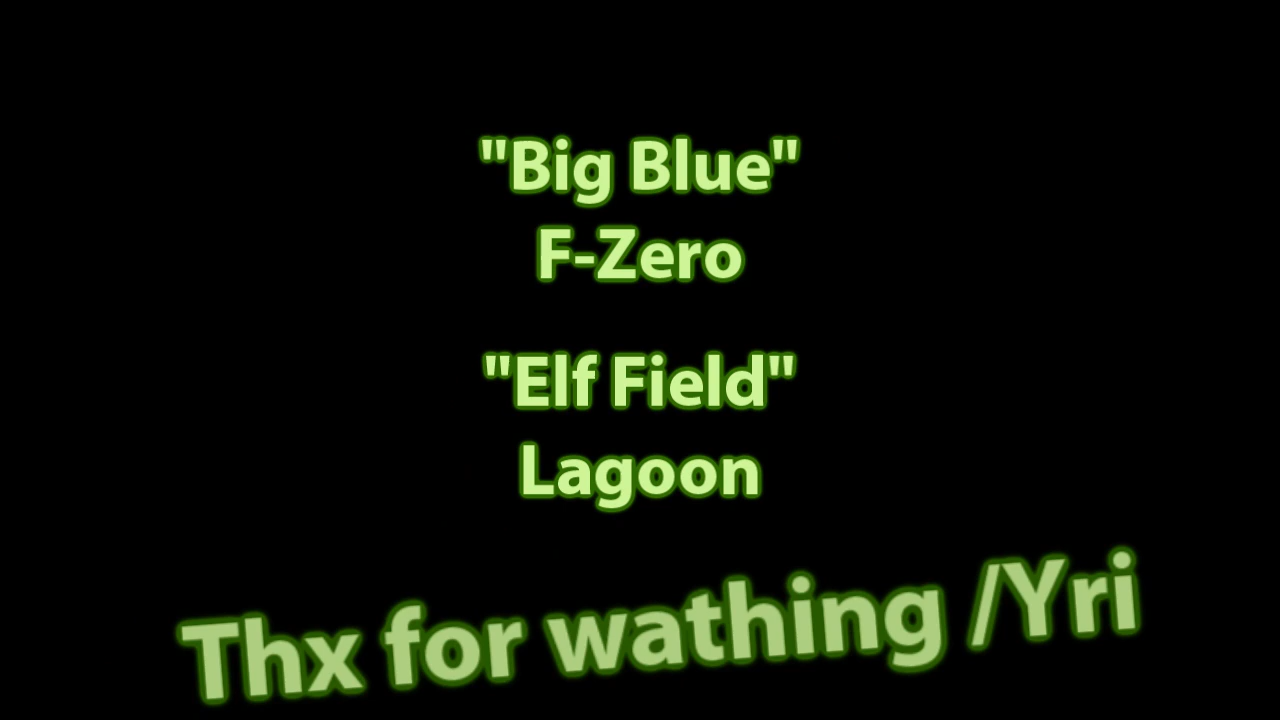 "Big Blue"
F-Zero
"Elf Field"
Lagoon
Thx for wathing /Yri